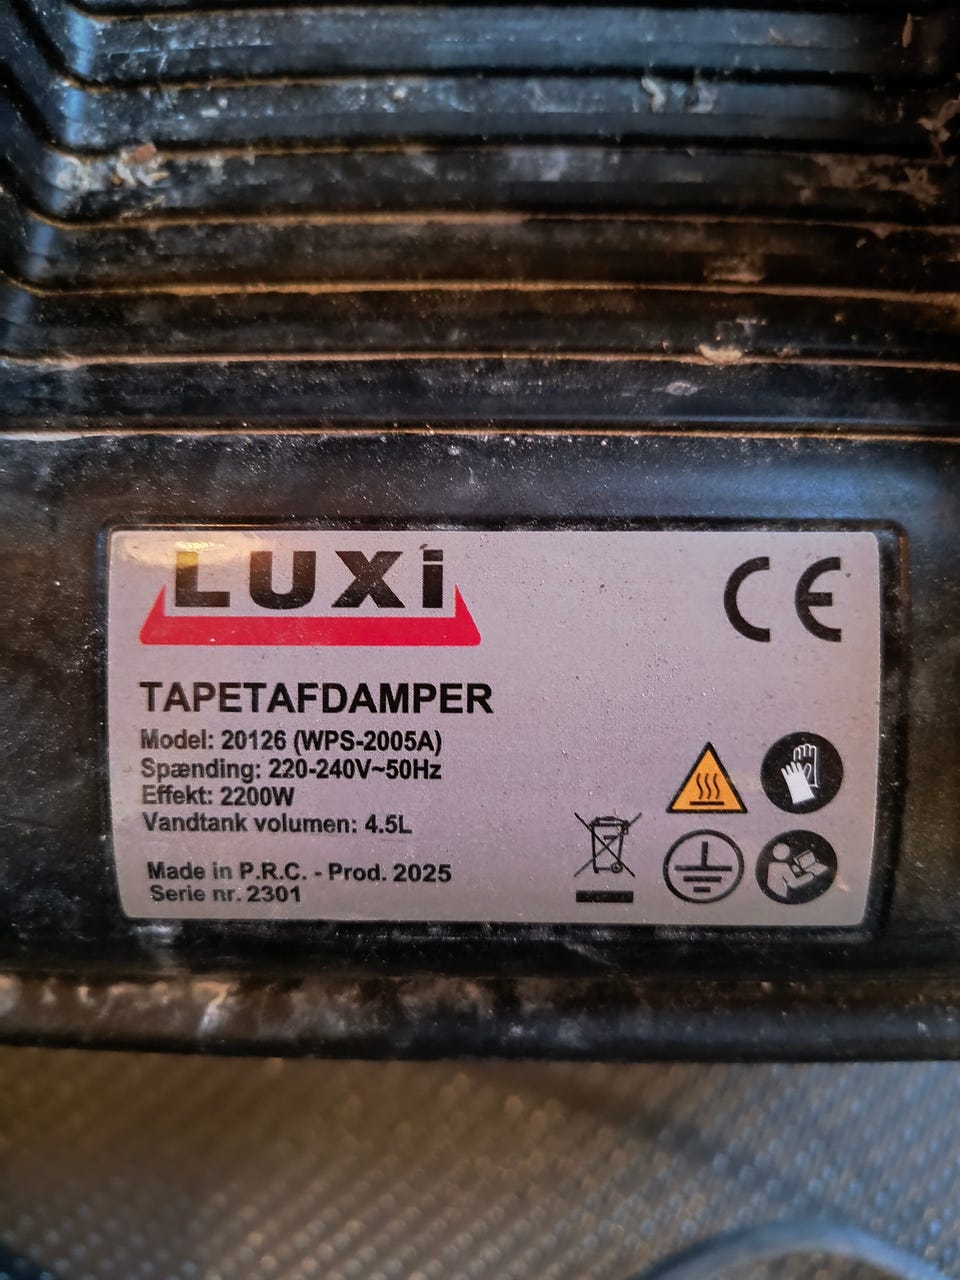 LUXi
CE
TAPETAFDAMPER
Model: 20126 (WPS-2005A)
Spænding: 220-240V~50Hz
Effekt: 2200W
Vandtank volumen: 4.5L
Made in P.R.C. - Prod. 2025
Serie nr. 2301